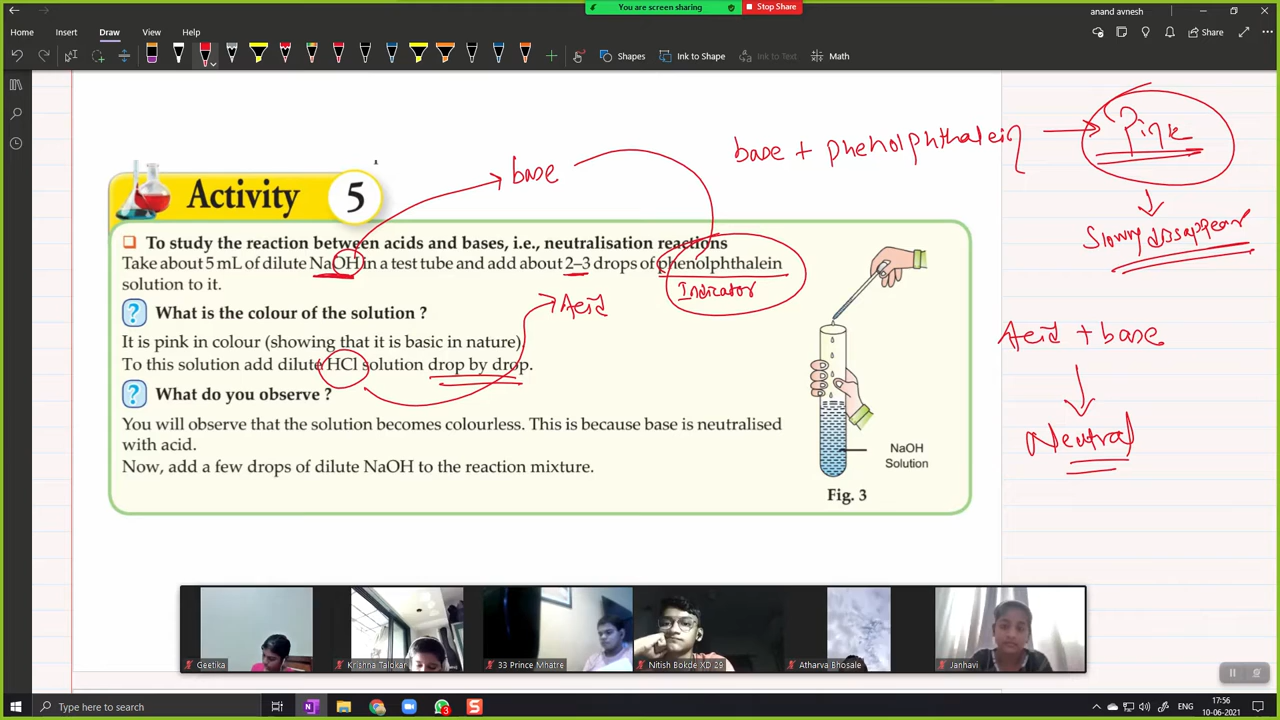 You are screen sharing
Stop Share
anand avnesh
Home Insert Draw View Help
Share
Shapes Ink to Shape Ink to Text Math
base + phenolphthalein → Pink
Slowly dissappear
base
Activity 5
To study the reaction between acids and bases, i.e., neutralisation reactions
Take about 5 mL of dilute NaOH in a test tube and add about 2–3 drops of phenolphthalein
solution to it.
Indicator
Acid
What is the colour of the solution ?
It is pink in colour (showing that it is basic in nature).
To this solution add dilute HCl solution drop by drop.
What do you observe ?
You will observe that the solution becomes colourless. This is because base is neutralised
with acid.
Now, add a few drops of dilute NaOH to the reaction mixture.
NaOH
Solution
Fig. 3
Acid + base
Neutral
Geetika
Krishna Talokar
33 Prince Mhatre
Nitish Bokde XD 29
Atharva Bhosale
Janhavi
Type here to search
3
ENG
17:56
10-06-2021